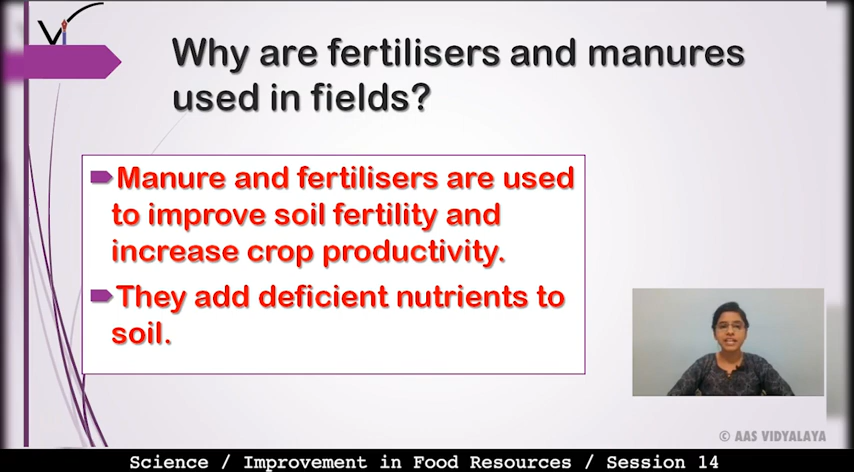 Why are fertilisers and manures
used in fields?
Manure and fertilisers are used
to improve soil fertility and
increase crop productivity.
They add deficient nutrients to
soil.
© AAS VIDYALAYA
Science / Improvement in Food Resources / Session 14